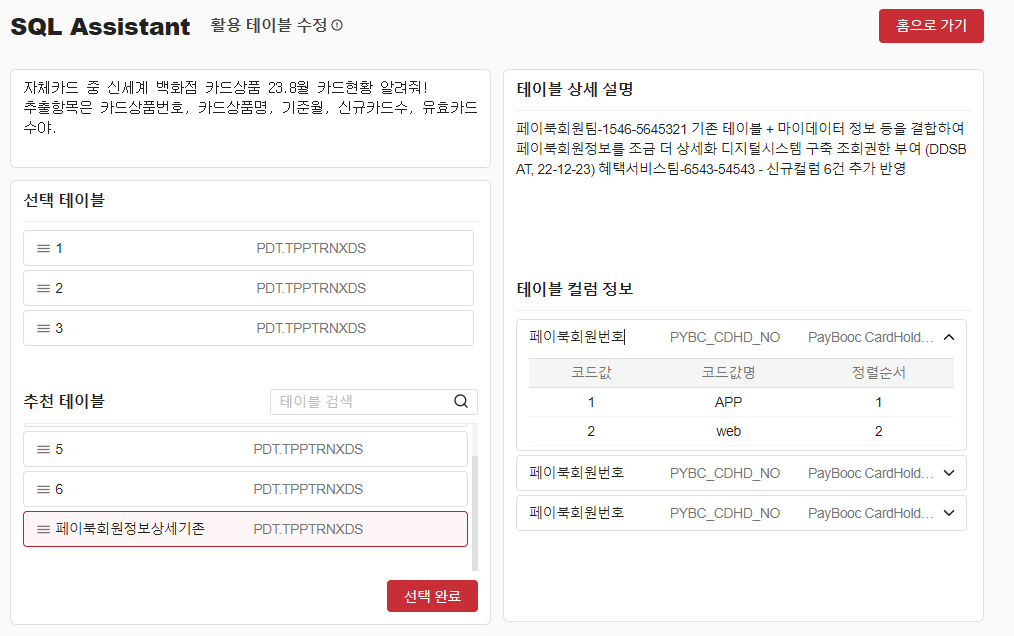 SQL Assistant 활용 테이블 수정
홈으로 가기
자체카드 중 신세계 백화점 카드상품 23.8월 카드현황 알려줘!
추출항목은 카드상품번호, 카드상품명, 기준월, 신규카드수, 유효카드
수야.
선택 테이블
1 PDT.TPPTRNXDS
2 PDT.TPPTRNXDS
3 PDT.TPPTRNXDS
추천 테이블 테이블 검색
5 PDT.TPPTRNXDS
6 PDT.TPPTRNXDS
페이북회원정보상세기존 PDT.TPPTRNXDS
선택 완료
테이블 상세 설명
페이북회원팀-1546-5645321 기존 테이블 + 마이데이터 정보 등을 결합하여
페이북회원정보를 조금 더 상세화 디지털시스템 구축 조회권한 부여 (DDSB
AT, 22-12-23) 혜택서비스팀-6543-54543 - 신규컬럼 6건 추가 반영
테이블 컬럼 정보
페이북회원번호 PYBC_CDHD_NO PayBooc CardHold...
코드값 코드값명 정렬순서
1 APP 1
2 web 2
페이북회원번호 PYBC_CDHD_NO PayBooc CardHold...
페이북회원번호 PYBC_CDHD_NO PayBooc CardHold...